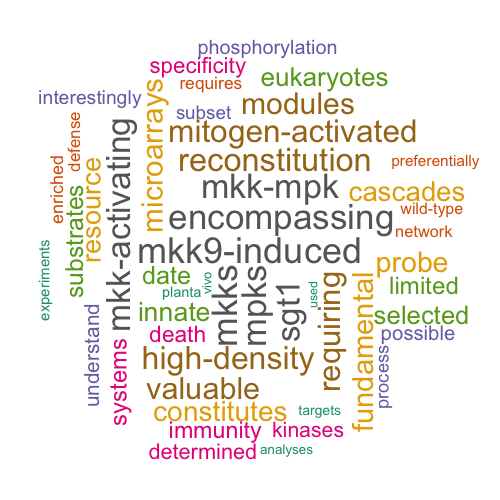 phosphorylation
specificity
requires
eukaryotes
interestingly
subset
modules
microarrays
mitogen-activated
defense
mkk-activating
reconstitution
preferentially
enriched
resource
mkk-mpk
cascades
substrates
encompassing
wild-type
network
mkk9-induced
probe
experiments
date
mkks
mpks
sgt1
planta
vivo
used
requiring
fundamental
limited
understand
innate
selected
systems
death
possible
process
high-density
valuable
constitutes
targets
immunity
kinases
determined
analyses